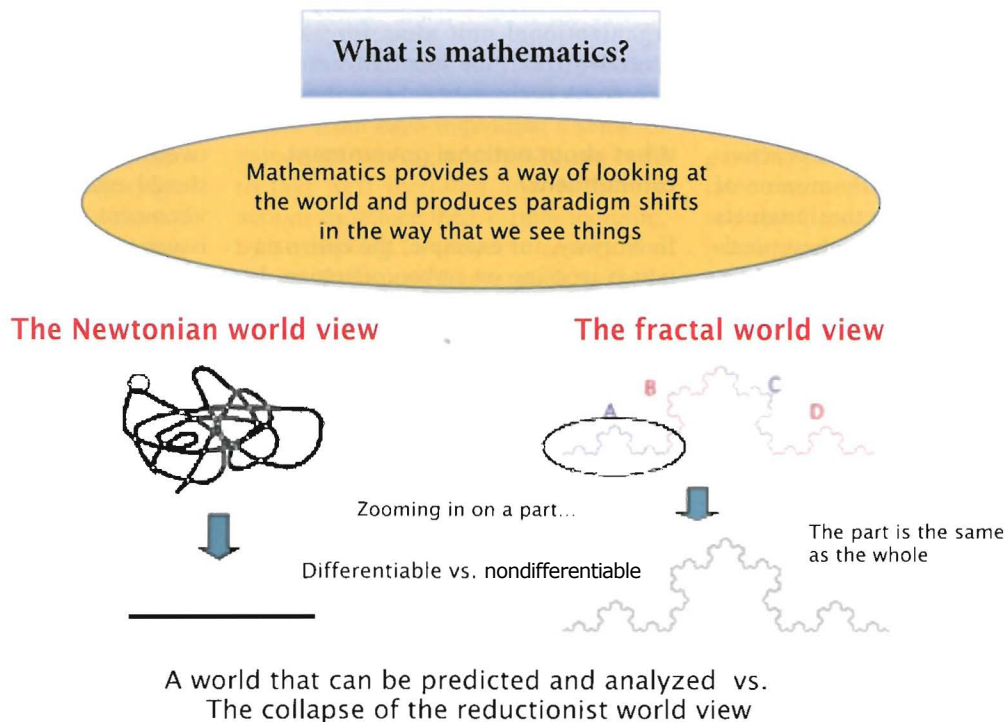 What is mathematics?
Mathematics provides a way of looking at
the world and produces paradigm shifts
in the way that we see things
The Newtonian world view
The fractal world view
A
B
C
D
Zooming in on a part...
The part is the same
as the whole
Differentiable vs. nondifferentiable
A world that can be predicted and analyzed vs.
The collapse of the reductionist world view